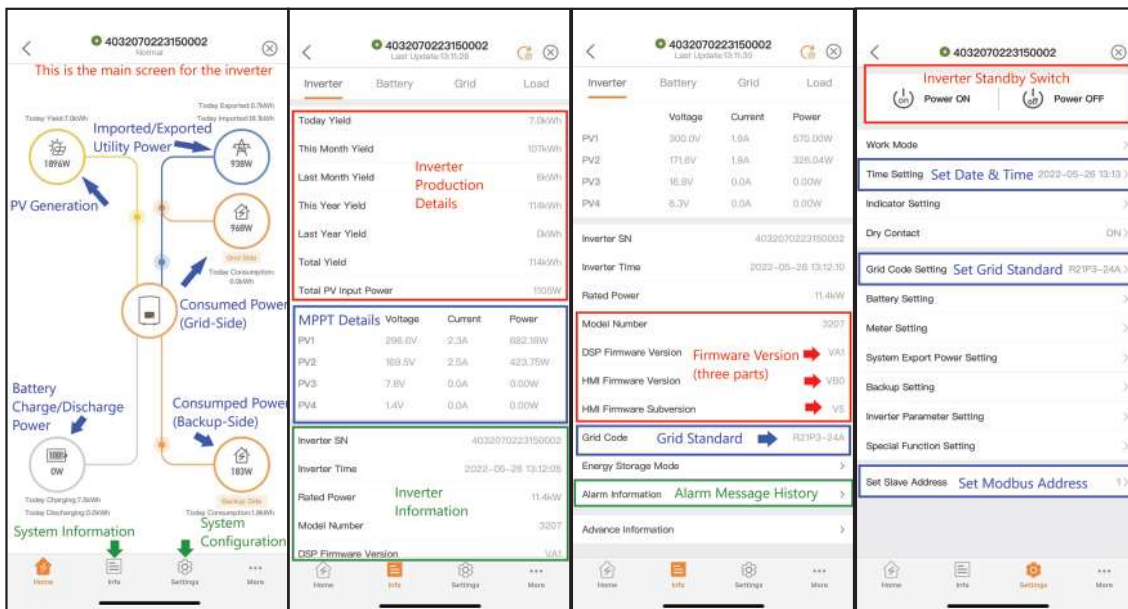 4032070223150002
Normal
This is the main screen for the inverter
Today Exported:0.7kWh
Today Yield:7.0kWh
Imported/Exported
Utility Power
1896W
938W
PV Generation
968W
Grid Side
Today Consumption:
0.0kWh
Consumed Power
(Grid-Side)
Battery
Charge/Discharge
Power
Consumped Power
(Backup-Side)
100%
0W
183W
Backup Side
Today Charging:7.5kWh
Today Discharging:0.0kWh
Today Consumption:1.8kWh
System Information
System
Configuration
Home
Info
Settings
More
4032070223150002
Last Update:13:11:28
Inverter Battery Grid Load
Today Yield 7.0kWh
This Month Yield 107kWh
Last Month Yield 6kWh
This Year Yield 114kWh
Last Year Yield 0kWh
Total Yield 114kWh
Total PV Input Power 1105W
Inverter
Production
Details
MPPT Details Voltage Current Power
PV1 296.6V 2.3A 682.18W
PV2 169.5V 2.5A 423.75W
PV3 7.8V 0.0A 0.00W
PV4 1.4V 0.0A 0.00W
Inverter SN 4032070223150002
Inverter Time 2022-05-26 13:12:05
Rated Power 11.4kW
Model Number 3207
DSP Firmware Version VA1
Inverter
Information
Home
Info
Settings
More
4032070223150002
Last Update:13:11:30
Inverter Battery Grid Load
Voltage Current Power
PV1 300.0V 1.9A 570.00W
PV2 171.6V 1.9A 326.04W
PV3 16.8V 0.0A 0.00W
PV4 6.3V 0.0A 0.00W
Inverter SN 4032070223150002
Inverter Time 2022-05-26 13:12:10
Rated Power 11.4kW
Model Number 3207
DSP Firmware Version VA1
HMI Firmware Version VB0
HMI Firmware Subversion V5
Firmware Version
(three parts)
Grid Code Grid Standard R21P3-24A
Energy Storage Mode
Alarm Information Alarm Message History
Advance Information
Home
Info
Settings
More
4032070223150002
Inverter Standby Switch
on Power ON
off Power OFF
Work Mode
Time Setting Set Date & Time 2022-05-26 13:13
Indicator Setting
Dry Contact ON
Grid Code Setting Set Grid Standard R21P3-24A
Battery Setting
Meter Setting
System Export Power Setting
Backup Setting
Inverter Parameter Setting
Special Function Setting
Set Slave Address Set Modbus Address 1
Home
Info
Settings
More